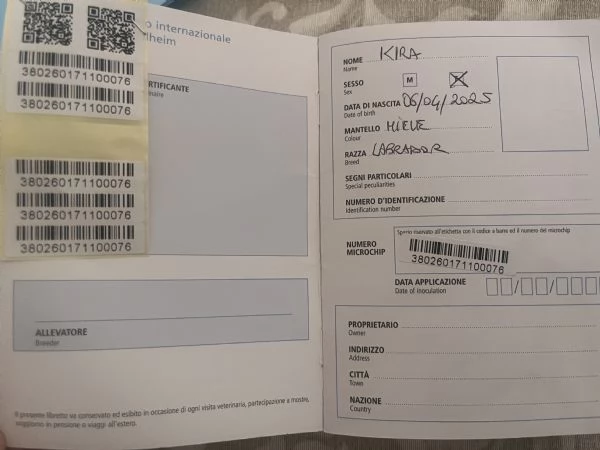 o internazionale
lheim
380260171100076
380260171100076
380260171100076
380260171100076
380260171100076
ERTIFICANTE
inaire
ALLEVATORE
Breeder
Il presente libretto va conservato ed esibito in occasione di ogni visita veterinaria, partecipazione a mostre,
soggiorno in pensione o viaggi all'estero.
NOME KIRA
Name
SESSO M
Sex
DATA DI NASCITA 06/04/2025
Date of birth
MANTELLO MIELE
Colour
RAZZA LABRADOR
Breed
SEGNI PARTICOLARI
Special peculiarities
NUMERO D'IDENTIFICAZIONE
Identification number
Spazio riservato all'etichetta con il codice a barre ed il numero del microchip
NUMERO
MICROCHIP
380260171100076
DATA APPLICAZIONE
Date of inoculation
PROPRIETARIO
Owner
INDIRIZZO
Address
CITTÀ
Town
NAZIONE
Country